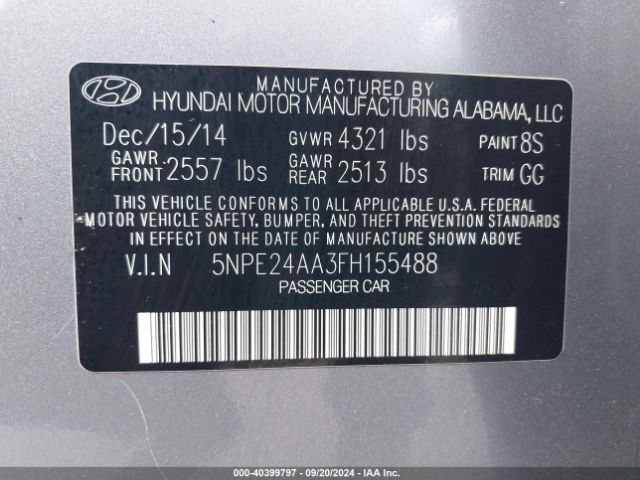 MANUFACTURED BY
HYUNDAI MOTOR MANUFACTURING ALABAMA, LLC
Dec/15/14 GVWR 4321 lbs PAINT 8S
GAWR FRONT 2557 lbs GAWR REAR 2513 lbs TRIM GG
THIS VEHICLE CONFORMS TO ALL APPLICABLE U.S.A. FEDERAL
MOTOR VEHICLE SAFETY, BUMPER, AND THEFT PREVENTION STANDARDS
IN EFFECT ON THE DATE OF MANUFACTURE SHOWN ABOVE.
V.I.N 5NPE24AA3FH155488
PASSENGER CAR
000-40399797 - 09/20/2024 - IAAI.COM